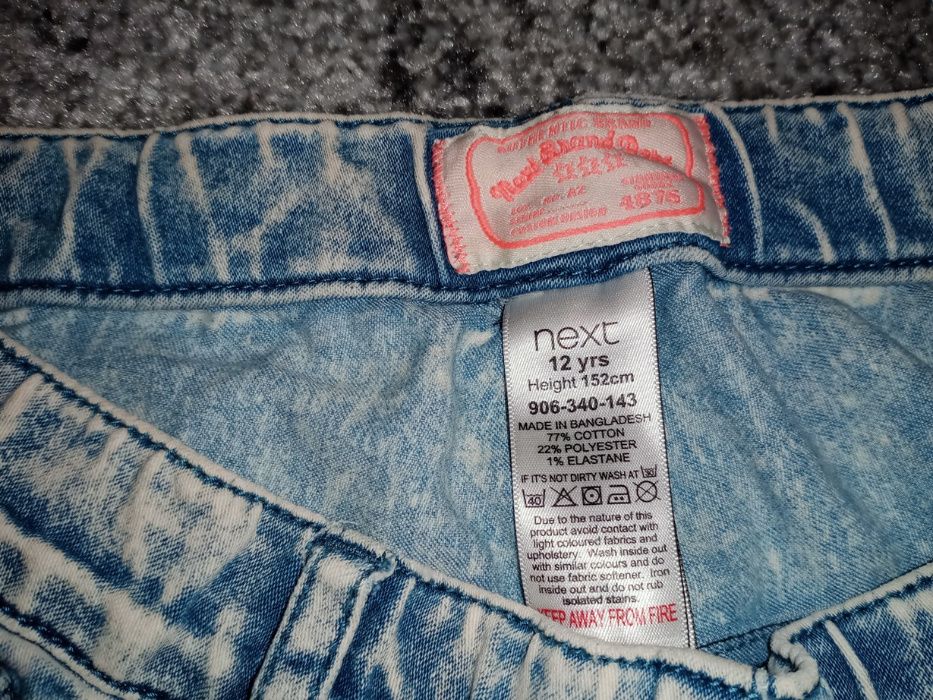 AUTHENTIC BRAND
4876
next
12 yrs
Height 152cm
906-340-143
MADE IN BANGLADESH
77% COTTON
22% POLYESTER
1% ELASTANE
IF IT'S NOT DIRTY WASH AT 30
40
Due to the nature of this
product avoid contact with
light coloured fabrics and
upholstery. Wash inside out
with similar colours and do
not use fabric softener. Iron
inside out and do not rub
isolated stains.
KEEP AWAY FROM FIRE